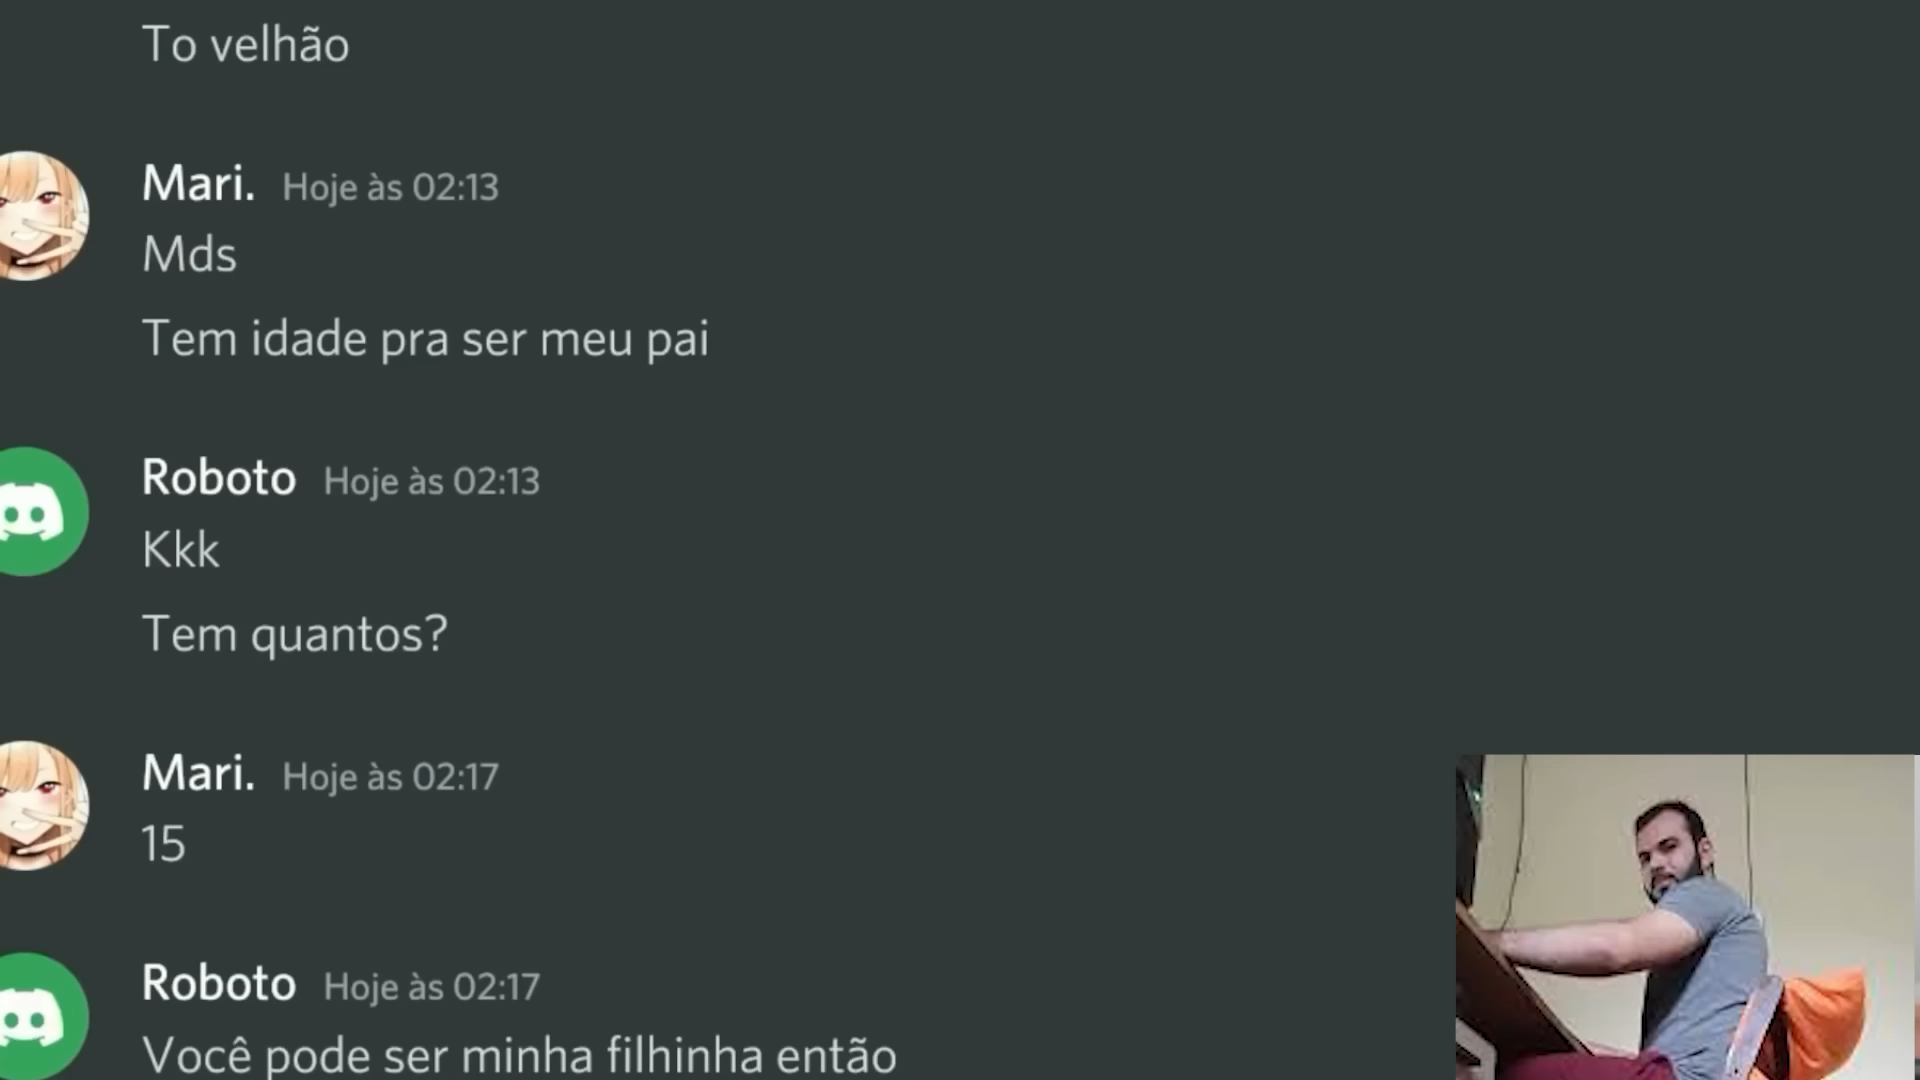 To velhão
Mari. Hoje às 02:13
Mds
Tem idade pra ser meu pai
Roboto Hoje às 02:13
Kkk
Tem quantos?
Mari. Hoje às 02:17
15
Roboto Hoje às 02:17
Você pode ser minha filhinha então